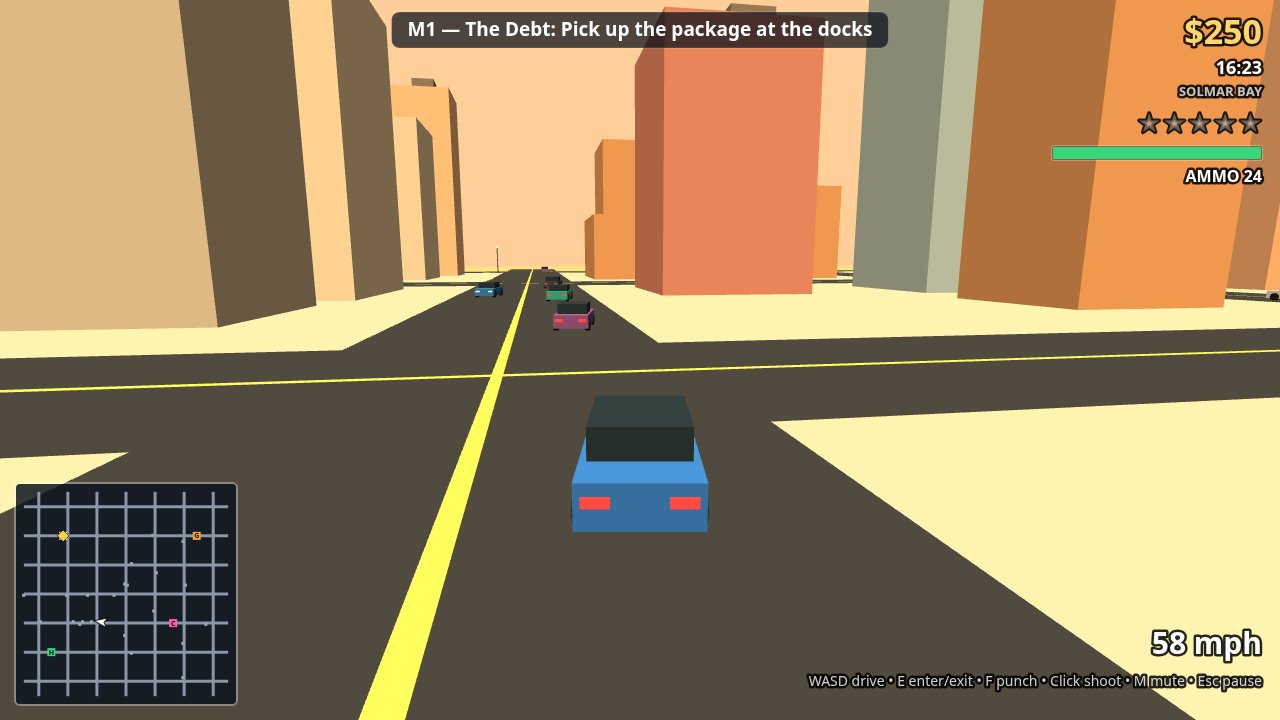 M1 — The Debt: Pick up the package at the docks
$250
16:23
SOLMAR BAY
AMMO 24
G
C
H
58 mph
WASD drive • E enter/exit • F punch • Click shoot • M mute • Esc pause